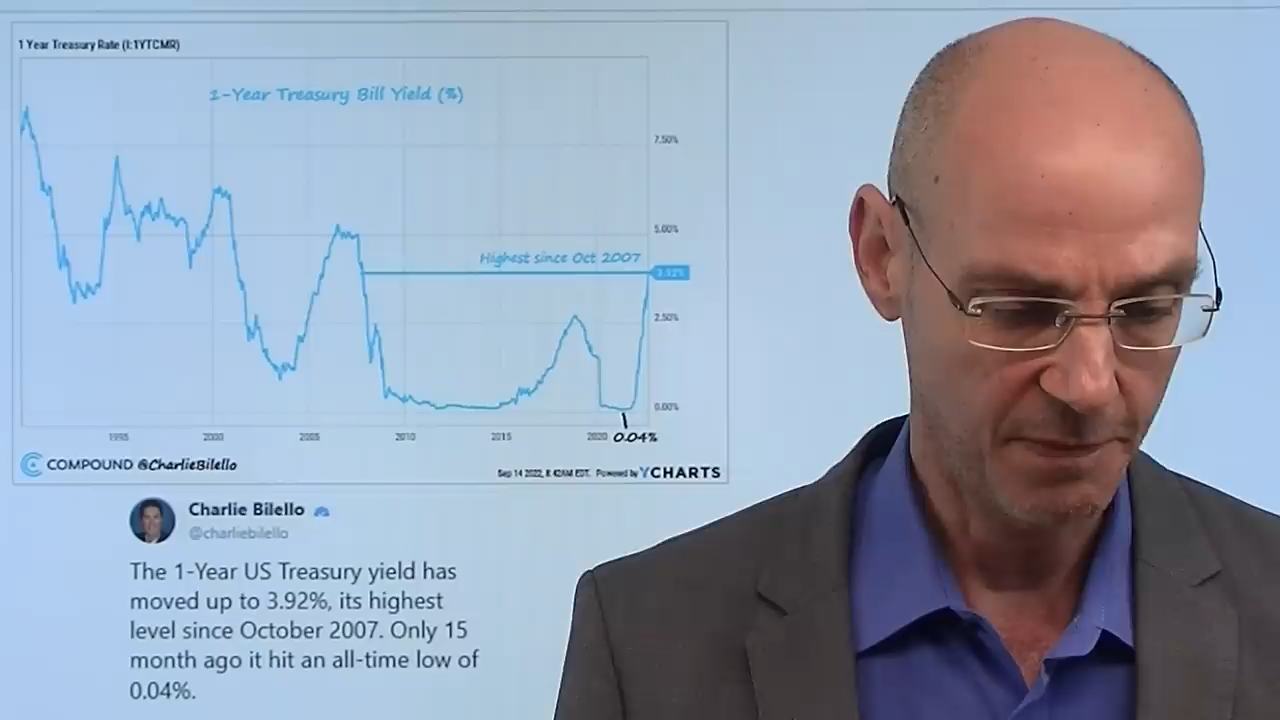 1 Year Treasury Rate (I:1YTCMR)
1-Year Treasury Bill Yield (%)
7.50%
5.00%
Highest since Oct 2007
3.92%
2.50%
0.00%
1995
2000
2005
2010
2015
2020
0.04%
COMPOUND @CharlieBilello
Sep 14 2022, 8:42AM EDT. Powered by YCHARTS
Charlie Bilello
@charliebilello
The 1-Year US Treasury yield has
moved up to 3.92%, its highest
level since October 2007. Only 15
month ago it hit an all-time low of
0.04%.